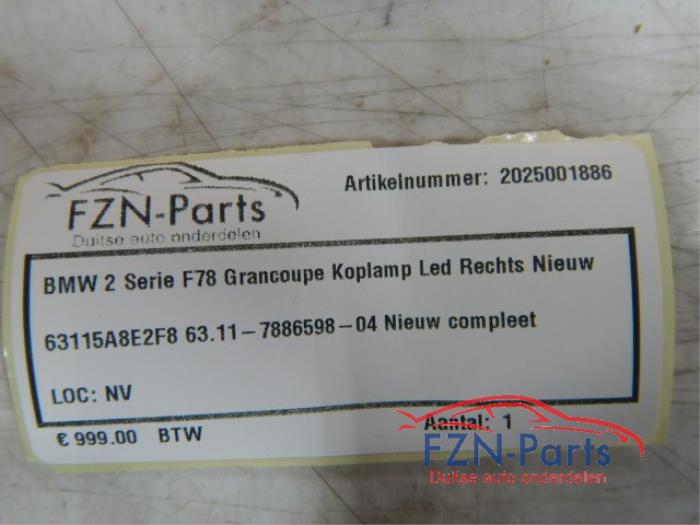 Artikelnummer: 2025001886
FZN-Parts
Duitse auto onderdelen
BMW 2 Serie F78 Grancoupe Koplamp Led Rechts Nieuw
63115A8E2F8 63.11-7886598-04 Nieuw compleet
LOC: NV
€ 999.00 BTW
Aantal: 1
FZN-Parts
Duitse auto onderdelen